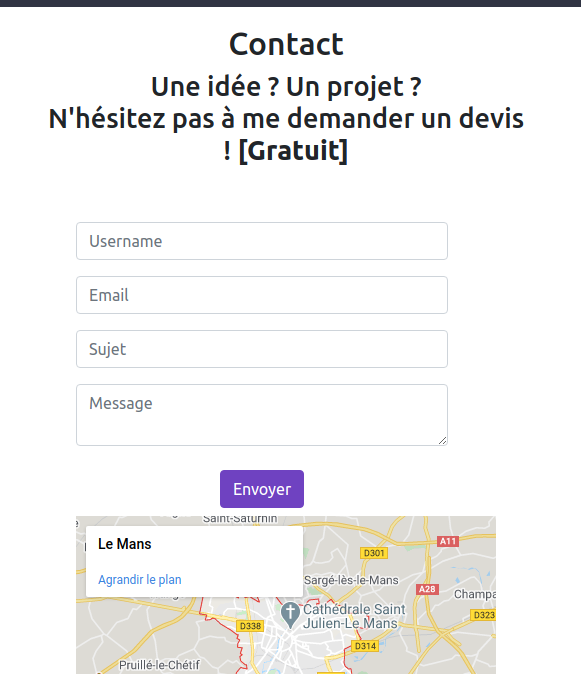 Contact
Une idée ? Un projet ?
N'hésitez pas à me demander un devis
! [Gratuit]
Username
Email
Sujet
Message
Envoyer
Saint-Saturnin
Le Mans
A11
D301
Agrandir le plan
Sargé-lès-le-Mans
A28
Champa
Cathédrale Saint
Julien-Le Mans
D323
D338
D314
Pruillé-le-Chétif